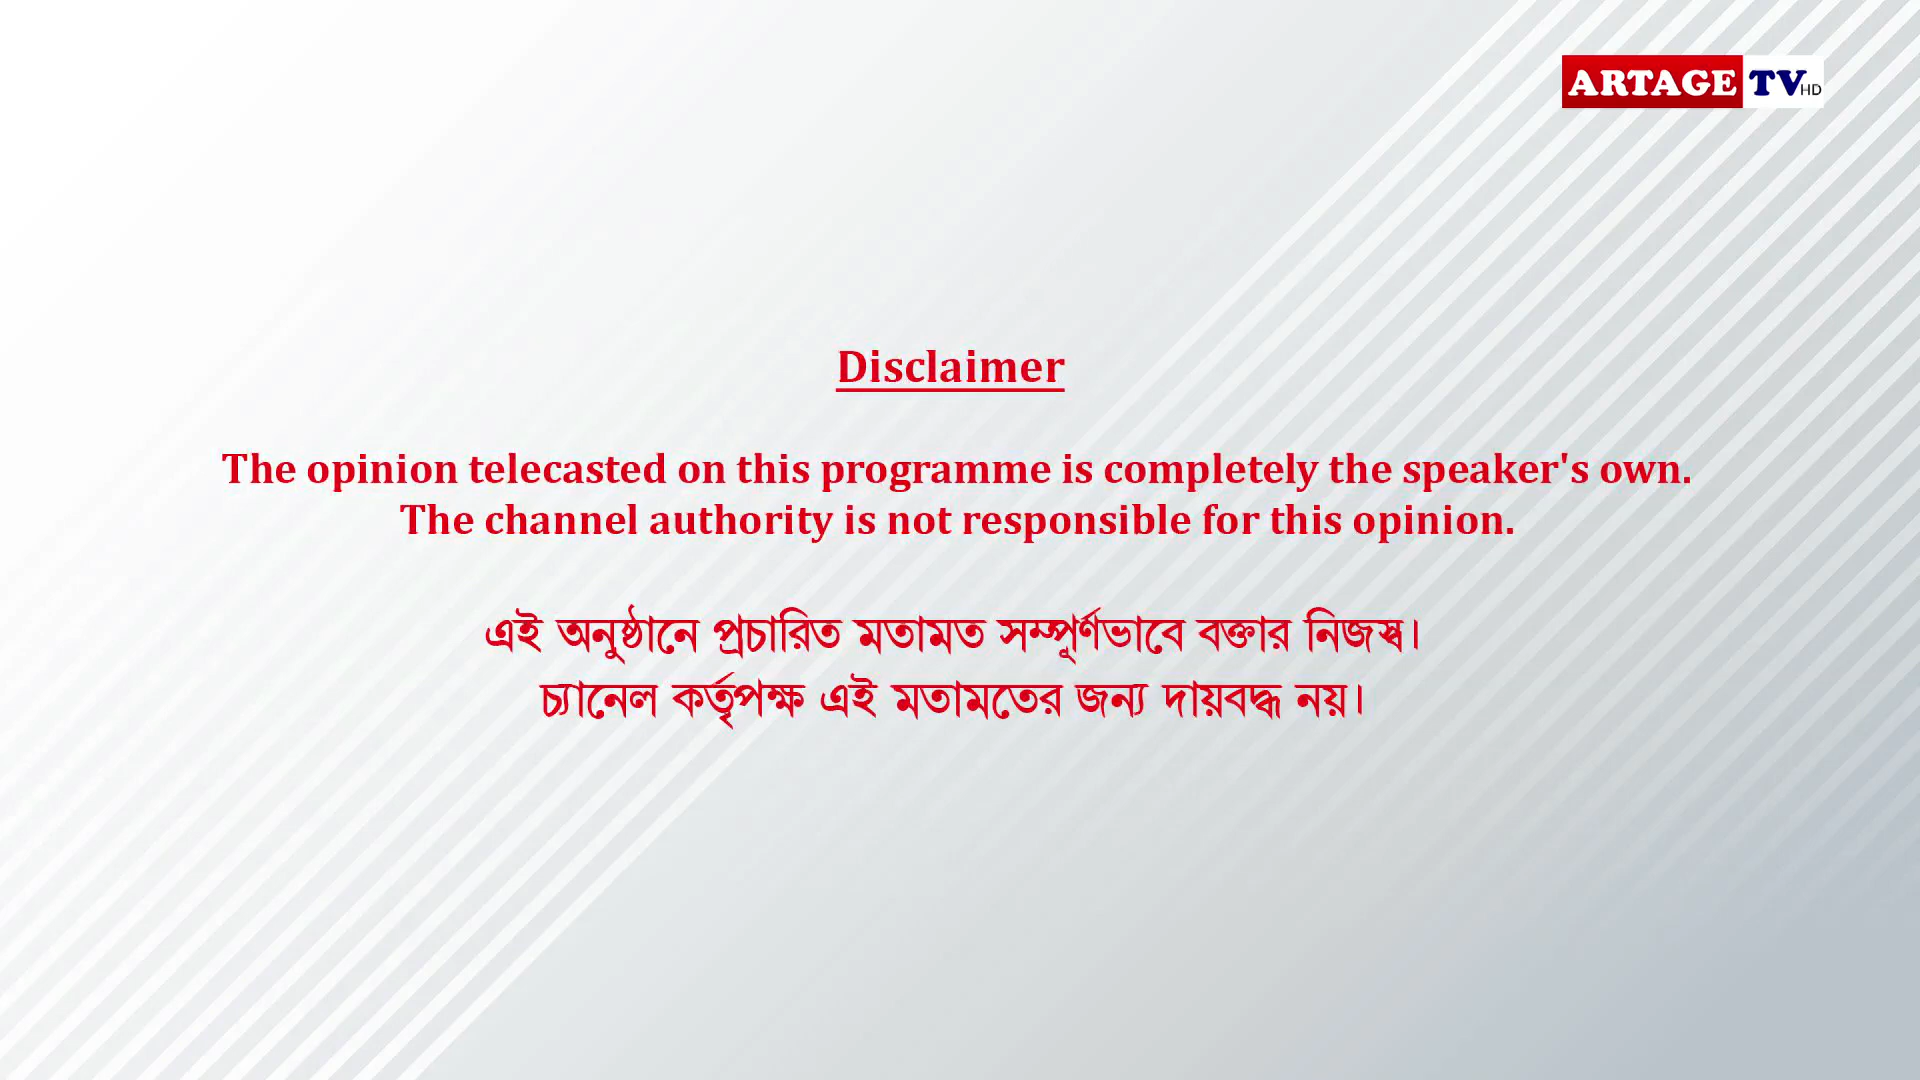 ARTAGE TV HD
Disclaimer
The opinion telecasted on this programme is completely the speaker's own.
The channel authority is not responsible for this opinion.
এই অনুষ্ঠানে প্রচারিত মতামত সম্পূর্ণভাবে বক্তার নিজস্ব।
চ্যানেল কর্তৃপক্ষ এই মতামতের জন্য দায়বদ্ধ নয়।